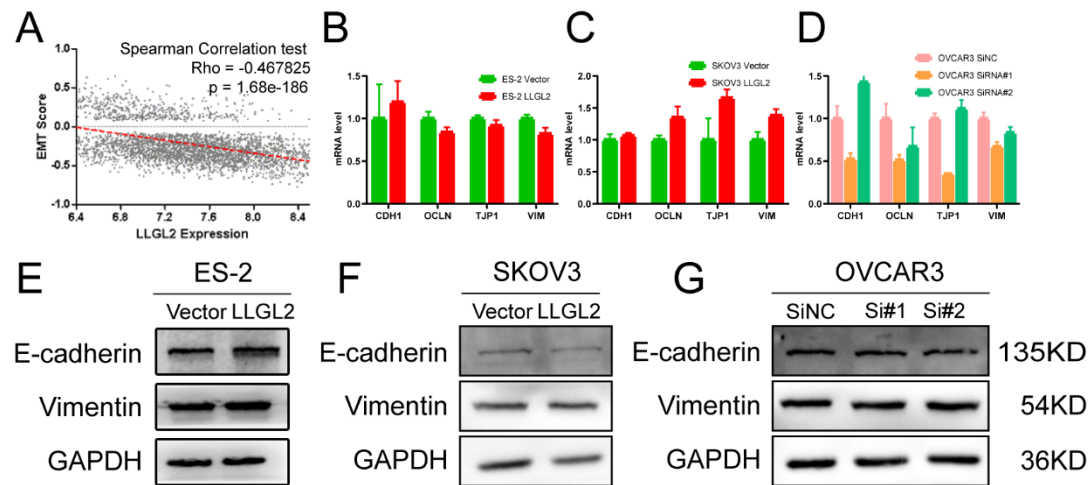 A
Spearman Correlation test
Rho = -0.467825
p = 1.68e-186
EMT Score
1.0
0.5
0.0
-0.5
-1.0
6.4 6.8 7.2 7.6 8.0 8.4
LLGL2 Expression
B
ES-2 Vector
ES-2 LLGL2
mRNA level
1.5
1.0
0.5
0.0
CDH1 OCLN TJP1 VIM
C
SKOV3 Vector
SKOV3 LLGL2
mRNA level
2.0
1.5
1.0
0.5
0.0
CDH1 OCLN TJP1 VIM
D
OVCAR3 SiNC
OVCAR3 SiRNA#1
OVCAR3 SiRNA#2
mRNA level
1.5
1.0
0.5
0.0
CDH1 OCLN TJP1 VIM
E
ES-2
Vector LLGL2
E-cadherin
Vimentin
GAPDH
F
SKOV3
Vector LLGL2
E-cadherin
Vimentin
GAPDH
G
OVCAR3
SiNC Si#1 Si#2
E-cadherin 135KD
Vimentin 54KD
GAPDH 36KD